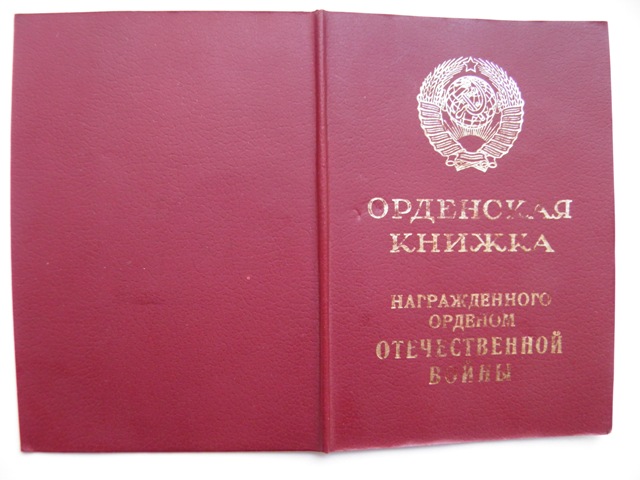 ОРДЕНСКАЯ
КНИЖКА
НАГРАЖДЕННОГО
ОРДЕНОМ
ОТЕЧЕСТВЕННОЙ
ВОЙНЫ